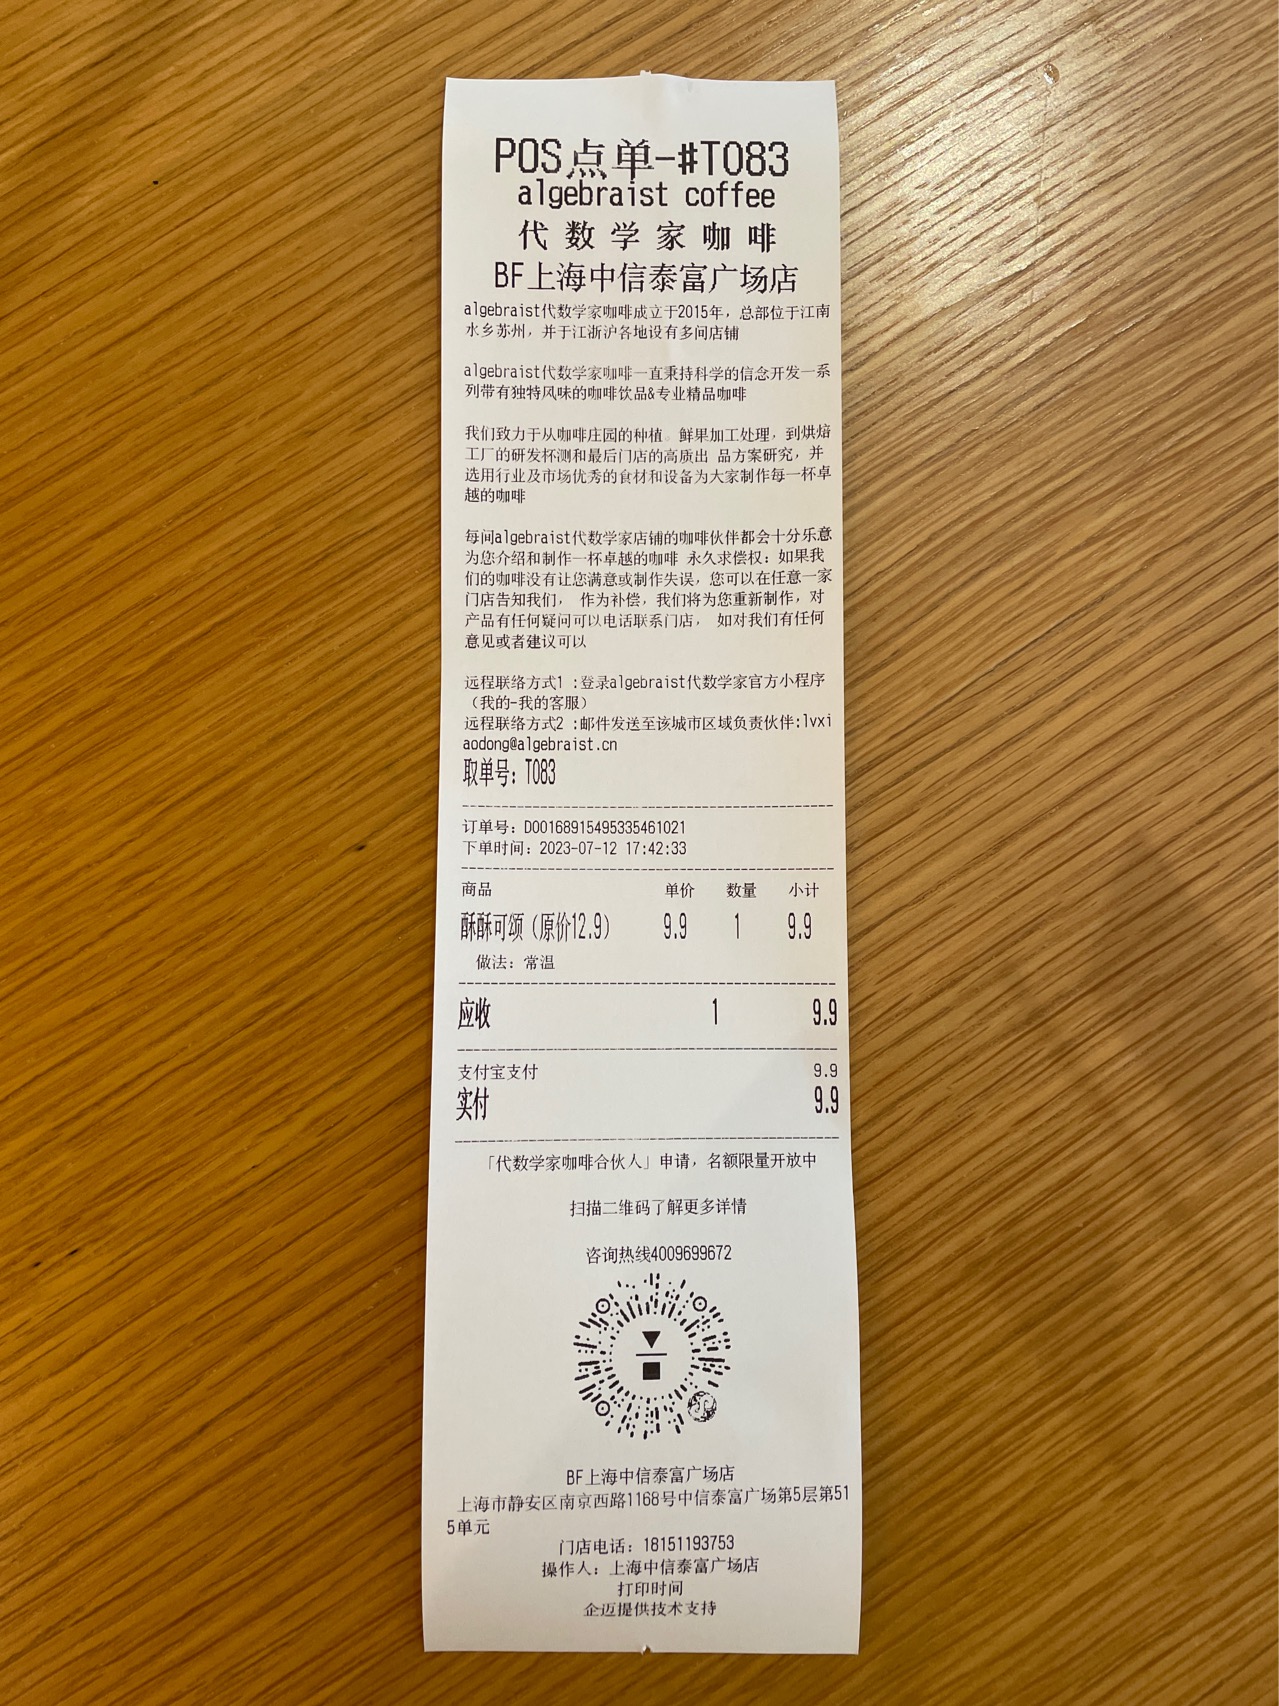 POS点单-#T083
algebraist coffee
代数学家咖啡
BF上海中信泰富广场店
algebraist代数学家咖啡成立于2015年，总部位于江南
水乡苏州，并于江浙沪各地设有多间店铺
algebraist代数学家咖啡一直秉持科学的信念开发一系
列带有独特风味的咖啡饮品&专业精品咖啡
我们致力于从咖啡庄园的种植。鲜果加工处理，到烘焙
工厂的研发杯测和最后门店的高质出 品方案研究，并
选用行业及市场优秀的食材和设备为大家制作每一杯卓
越的咖啡
每间algebraist代数学家店铺的咖啡伙伴都会十分乐意
为您介绍和制作一杯卓越的咖啡 永久求偿权：如果我
们的咖啡没有让您满意或制作失误，您可以在任意一家
门店告知我们， 作为补偿，我们将为您重新制作，对
产品有任何疑问可以电话联系门店， 如对我们有任何
意见或者建议可以
远程联络方式1 :登录algebraist代数学家官方小程序
（我的-我的客服）
远程联络方式2 :邮件发送至该城市区域负责伙伴:lvxi
aodong@algebraist.cn
取单号：T083
订单号：D00168915495335461021
下单时间：2023-07-12 17:42:33
商品 单价 数量 小计
酥酥可颂（原价12.9） 9.9 1 9.9
做法：常温
应收 1 9.9
支付宝支付 9.9
实付 9.9
「代数学家咖啡合伙人」申请，名额限量开放中
扫描二维码了解更多详情
咨询热线4009699672
BF上海中信泰富广场店
上海市静安区南京西路1168号中信泰富广场第5层第51
5单元
门店电话：18151193753
操作人：上海中信泰富广场店
打印时间
企迈提供技术支持